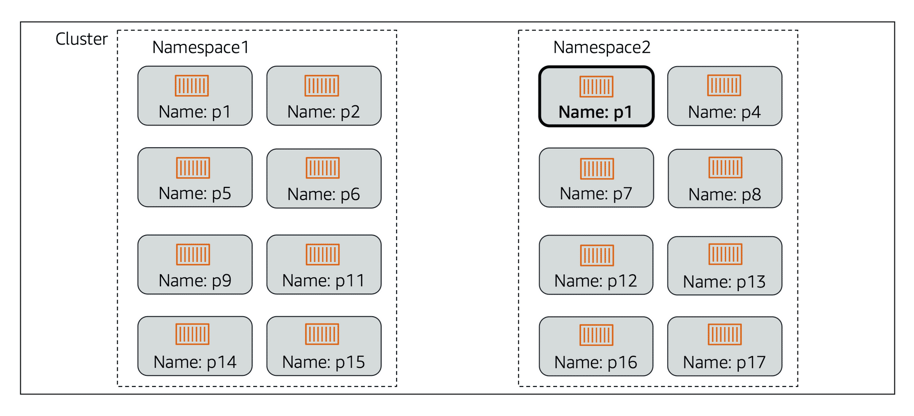 Cluster
Namespace1
Name: p1
Name: p2
Name: p5
Name: p6
Name: p9
Name: p11
Name: p14
Name: p15
Namespace2
Name: p1
Name: p4
Name: p7
Name: p8
Name: p12
Name: p13
Name: p16
Name: p17